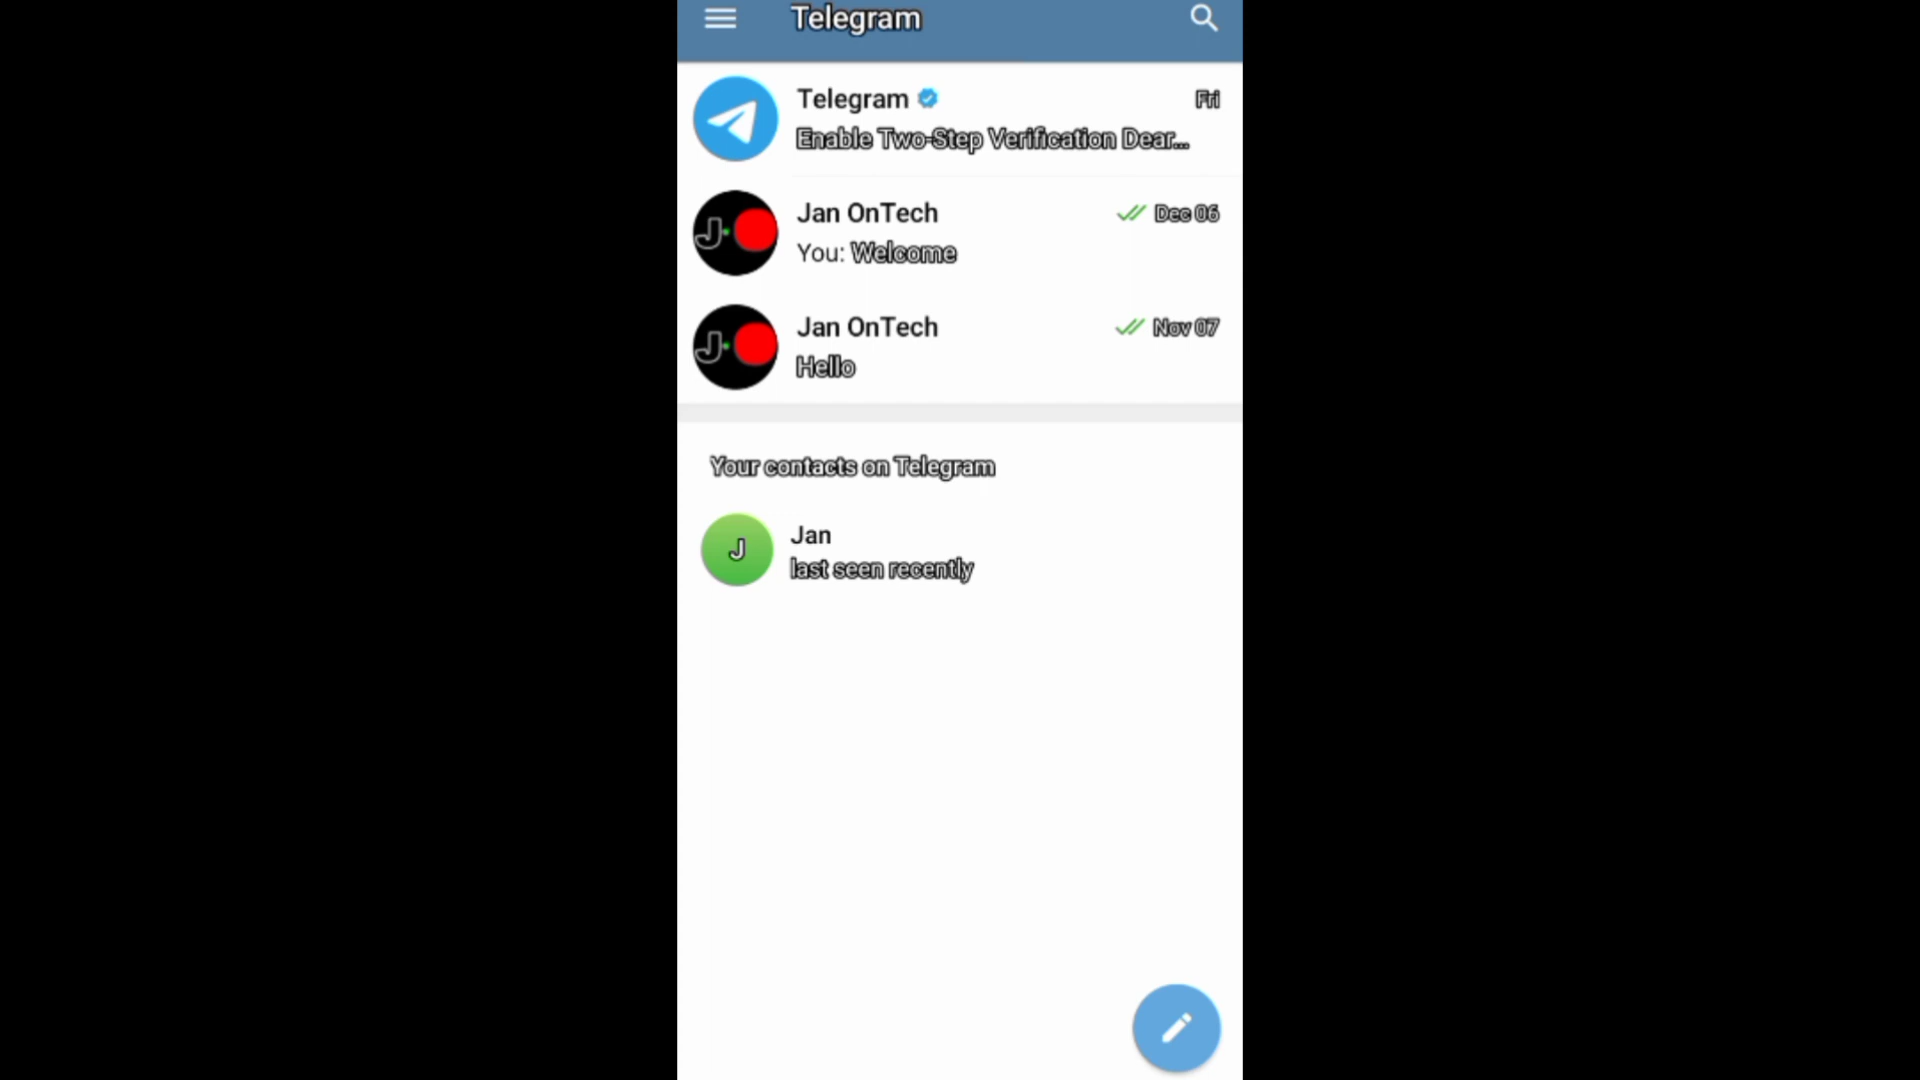 Telegram
Telegram Fri
Enable Two-Step Verification Dear...
J
Jan OnTech Dec 06
You: Welcome
J
Jan OnTech Nov 07
Hello
Your contacts on Telegram
J
Jan
last seen recently